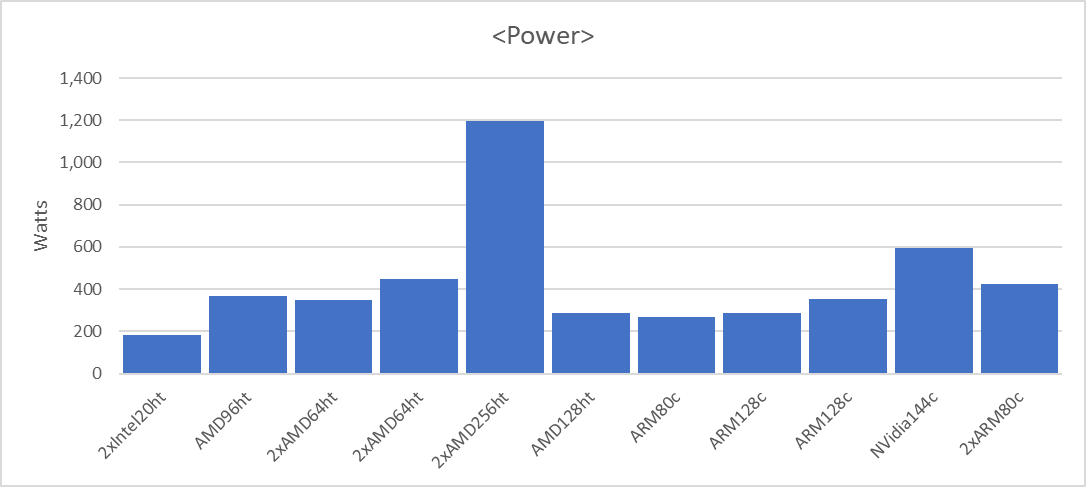 <Power>
1,400
1,200
1,000
800
600
400
200
0
Watts
2xIntel20ht
AMD96ht
2xAMD64ht
2xAMD64ht
2xAMD256ht
AMD128ht
ARM80c
ARM128c
ARM128c
NVidia144c
2xARM80c